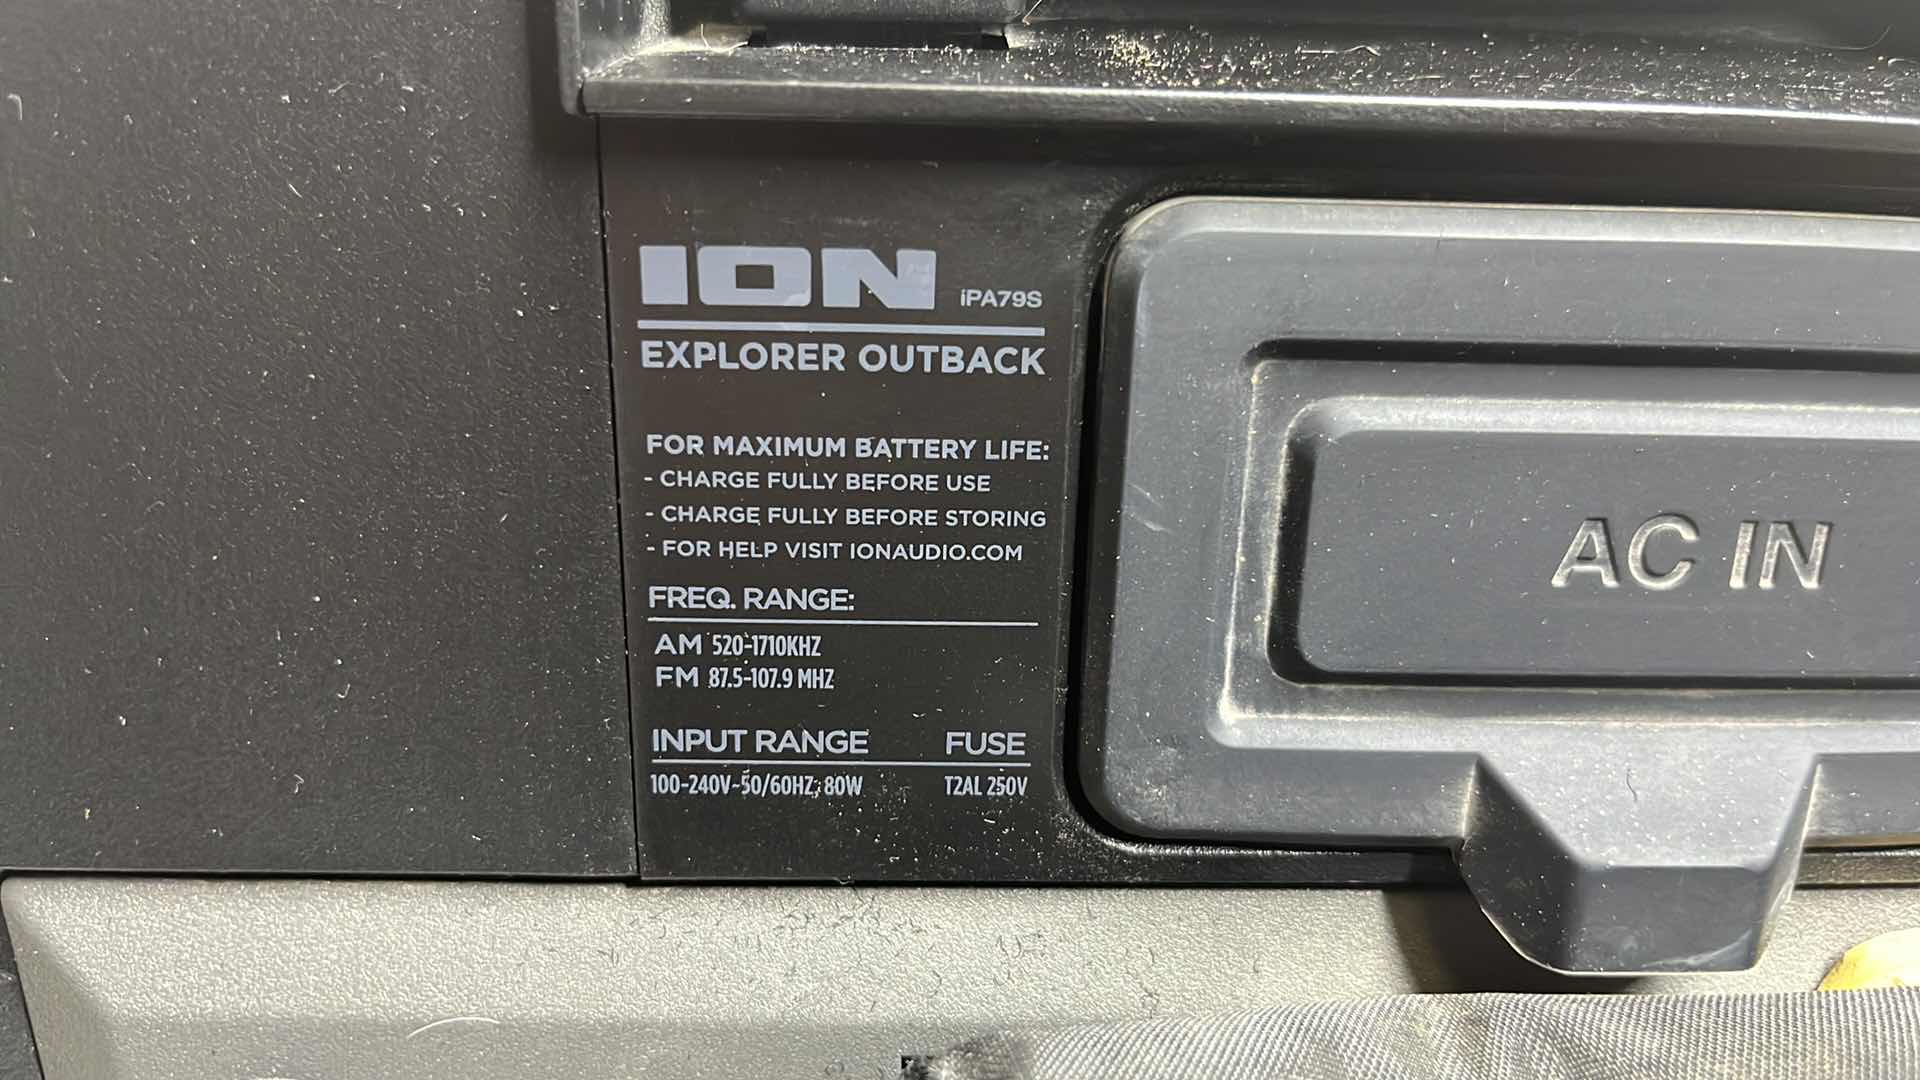 ION iPA79S
EXPLORER OUTBACK
FOR MAXIMUM BATTERY LIFE:
- CHARGE FULLY BEFORE USE
- CHARGE FULLY BEFORE STORING
- FOR HELP VISIT IONAUDIO.COM
FREQ. RANGE:
AM 520-1710KHZ
FM 87.5-107.9 MHZ
INPUT RANGE FUSE
100-240V~50/60HZ; 80W T2AL 250V
AC IN